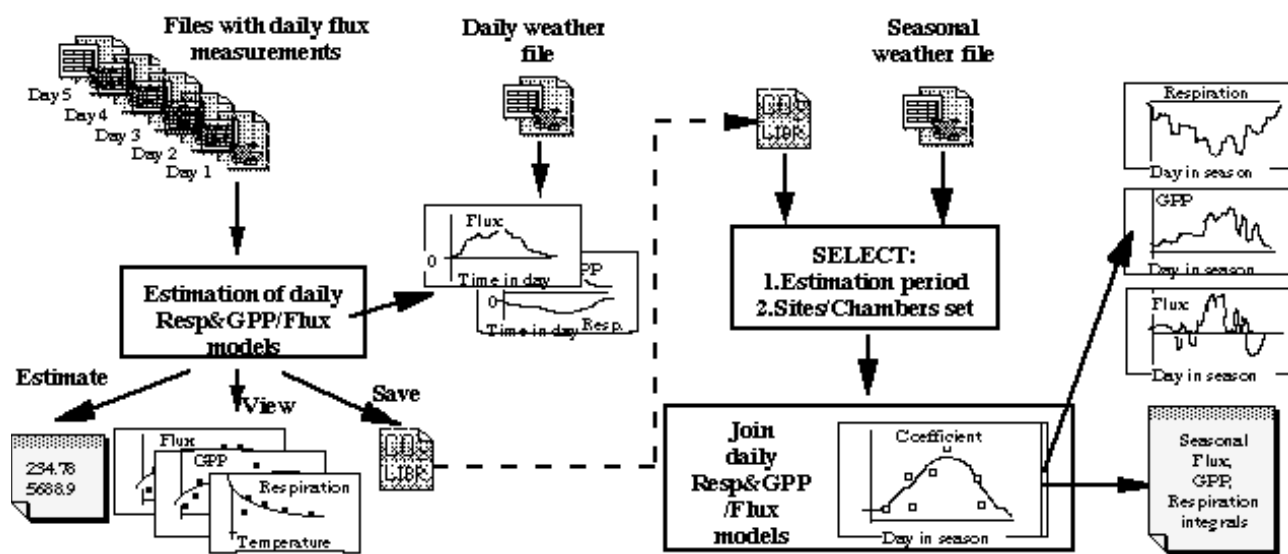 Files with daily flux
measurements
Day 5
Day 4
Day 3
Day 2
Day 1
Daily weather
file
Seasonal
weather file
LIBR
Flux
0
Time in day
PP
0
Time in day
Resp.
Estimation of daily
Resp&GPP/Flux
models
Estimate
View
Save
234.78
5688.9
Flux
GPP
Respiration
Temperature
LIBR
SELECT:
1.Estimation period
2.Sites/Chambers set
Join
daily
Resp&GPP
/Flux
models
Coefficient
Day in season
Respiration
Day in season
GPP
Day in season
Flux
Day in season
Seasonal
Flux,
GPP,
Respiration
integrals